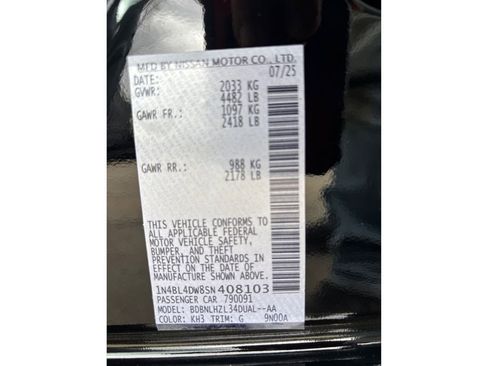 MFD BY NISSAN MOTOR CO., LTD.
DATE: 07/25
GVWR: 2033 KG
4482 LB
GAWR FR.: 1097 KG
2418 LB
GAWR RR.: 988 KG
2178 LB
THIS VEHICLE CONFORMS TO
ALL APPLICABLE FEDERAL
MOTOR VEHICLE SAFETY,
BUMPER, AND THEFT
PREVENTION STANDARDS IN
EFFECT ON THE DATE OF
MANUFACTURE SHOWN ABOVE.
1N4BL4DW8SN408103
PASSENGER CAR 790091
MODEL: BDBNLHZL34DUAL--AA
COLOR: KH3 TRIM: G 9N00A